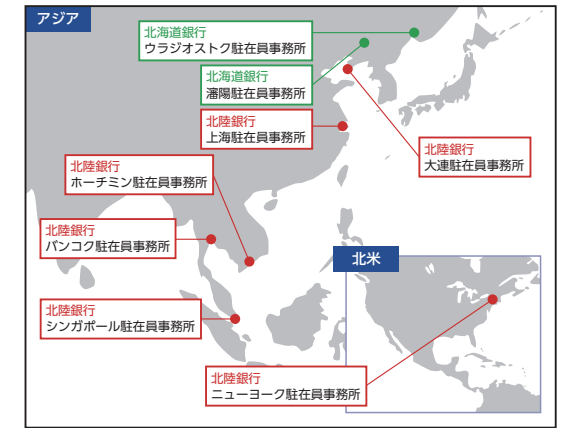 アジア
北海道銀行
ウラジオストク駐在員事務所
北海道銀行
瀋陽駐在員事務所
北陸銀行
上海駐在員事務所
北陸銀行
大連駐在員事務所
北陸銀行
ホーチミン駐在員事務所
北陸銀行
バンコク駐在員事務所
北米
北陸銀行
シンガポール駐在員事務所
北陸銀行
ニューヨーク駐在員事務所